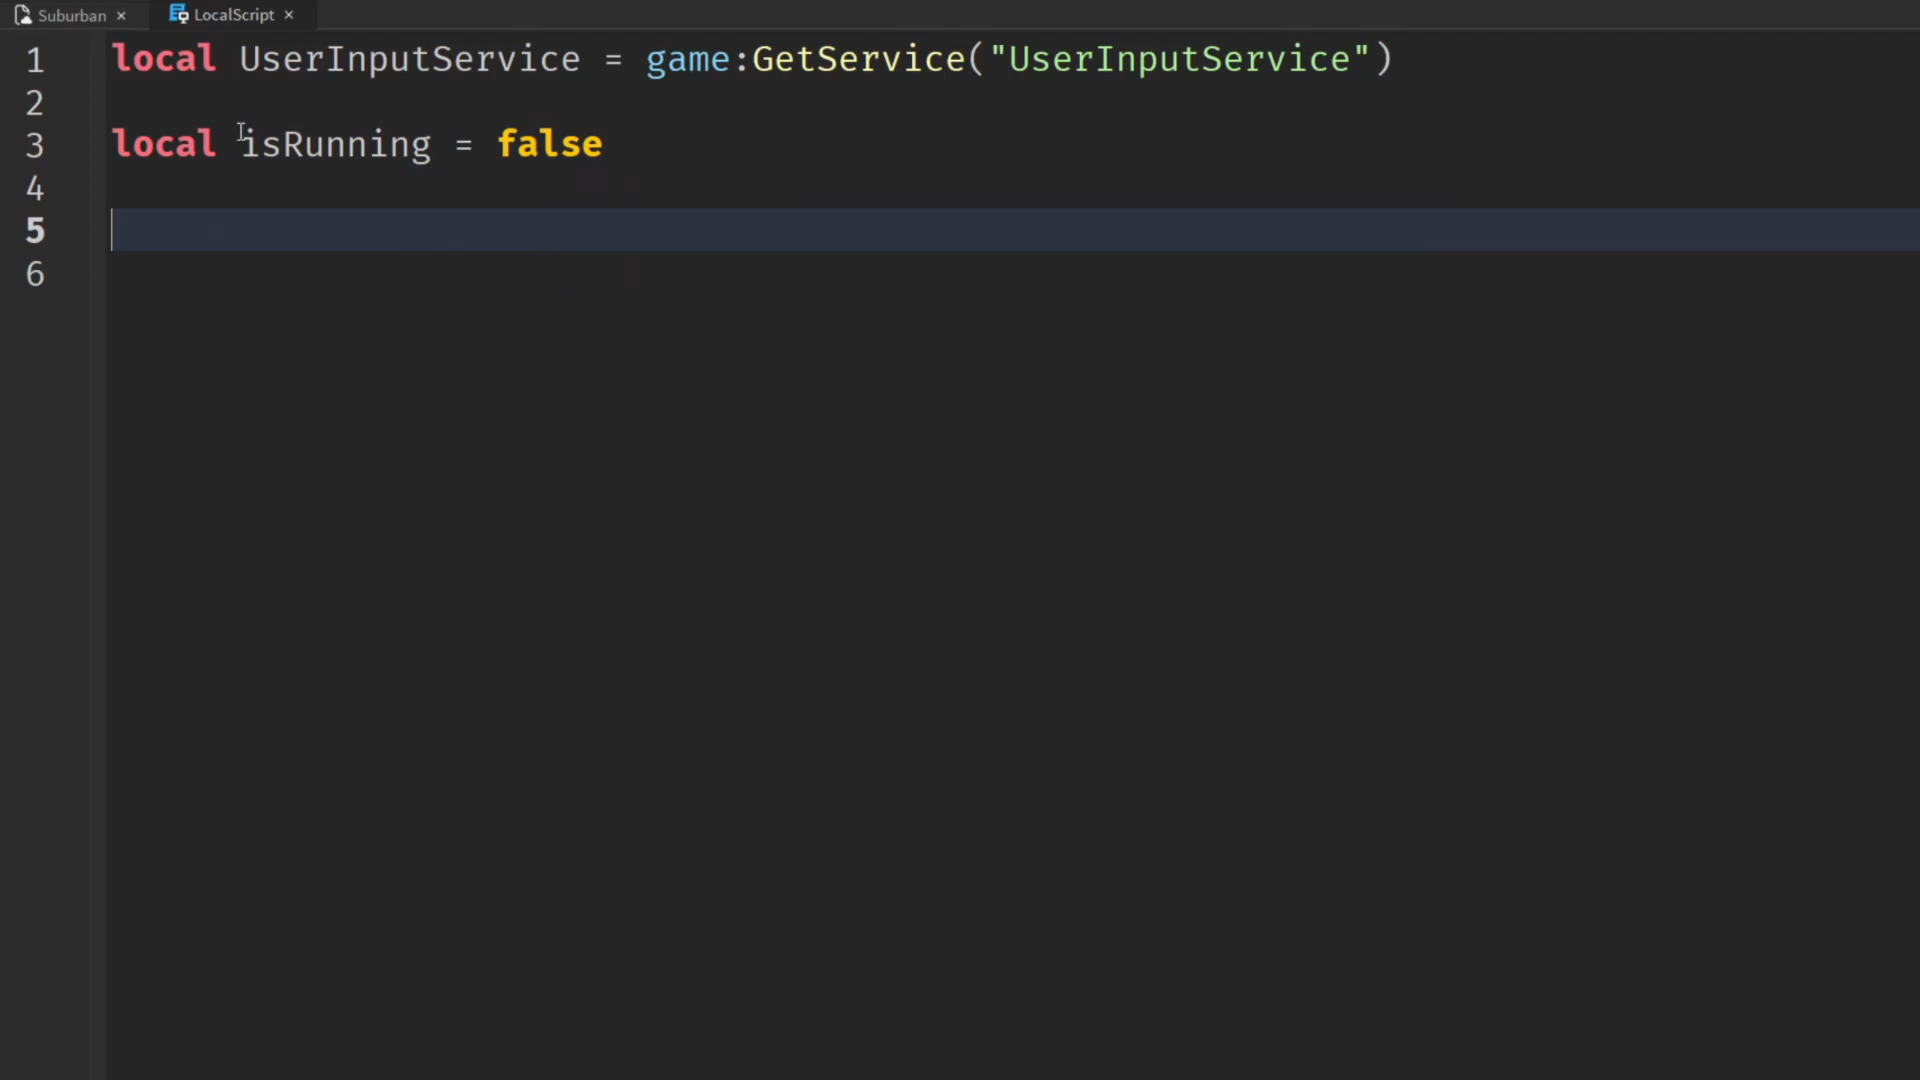 Suburban × LocalScript ×
1 local UserInputService = game:GetService("UserInputService")
2
3 local isRunning = false
4
5
6